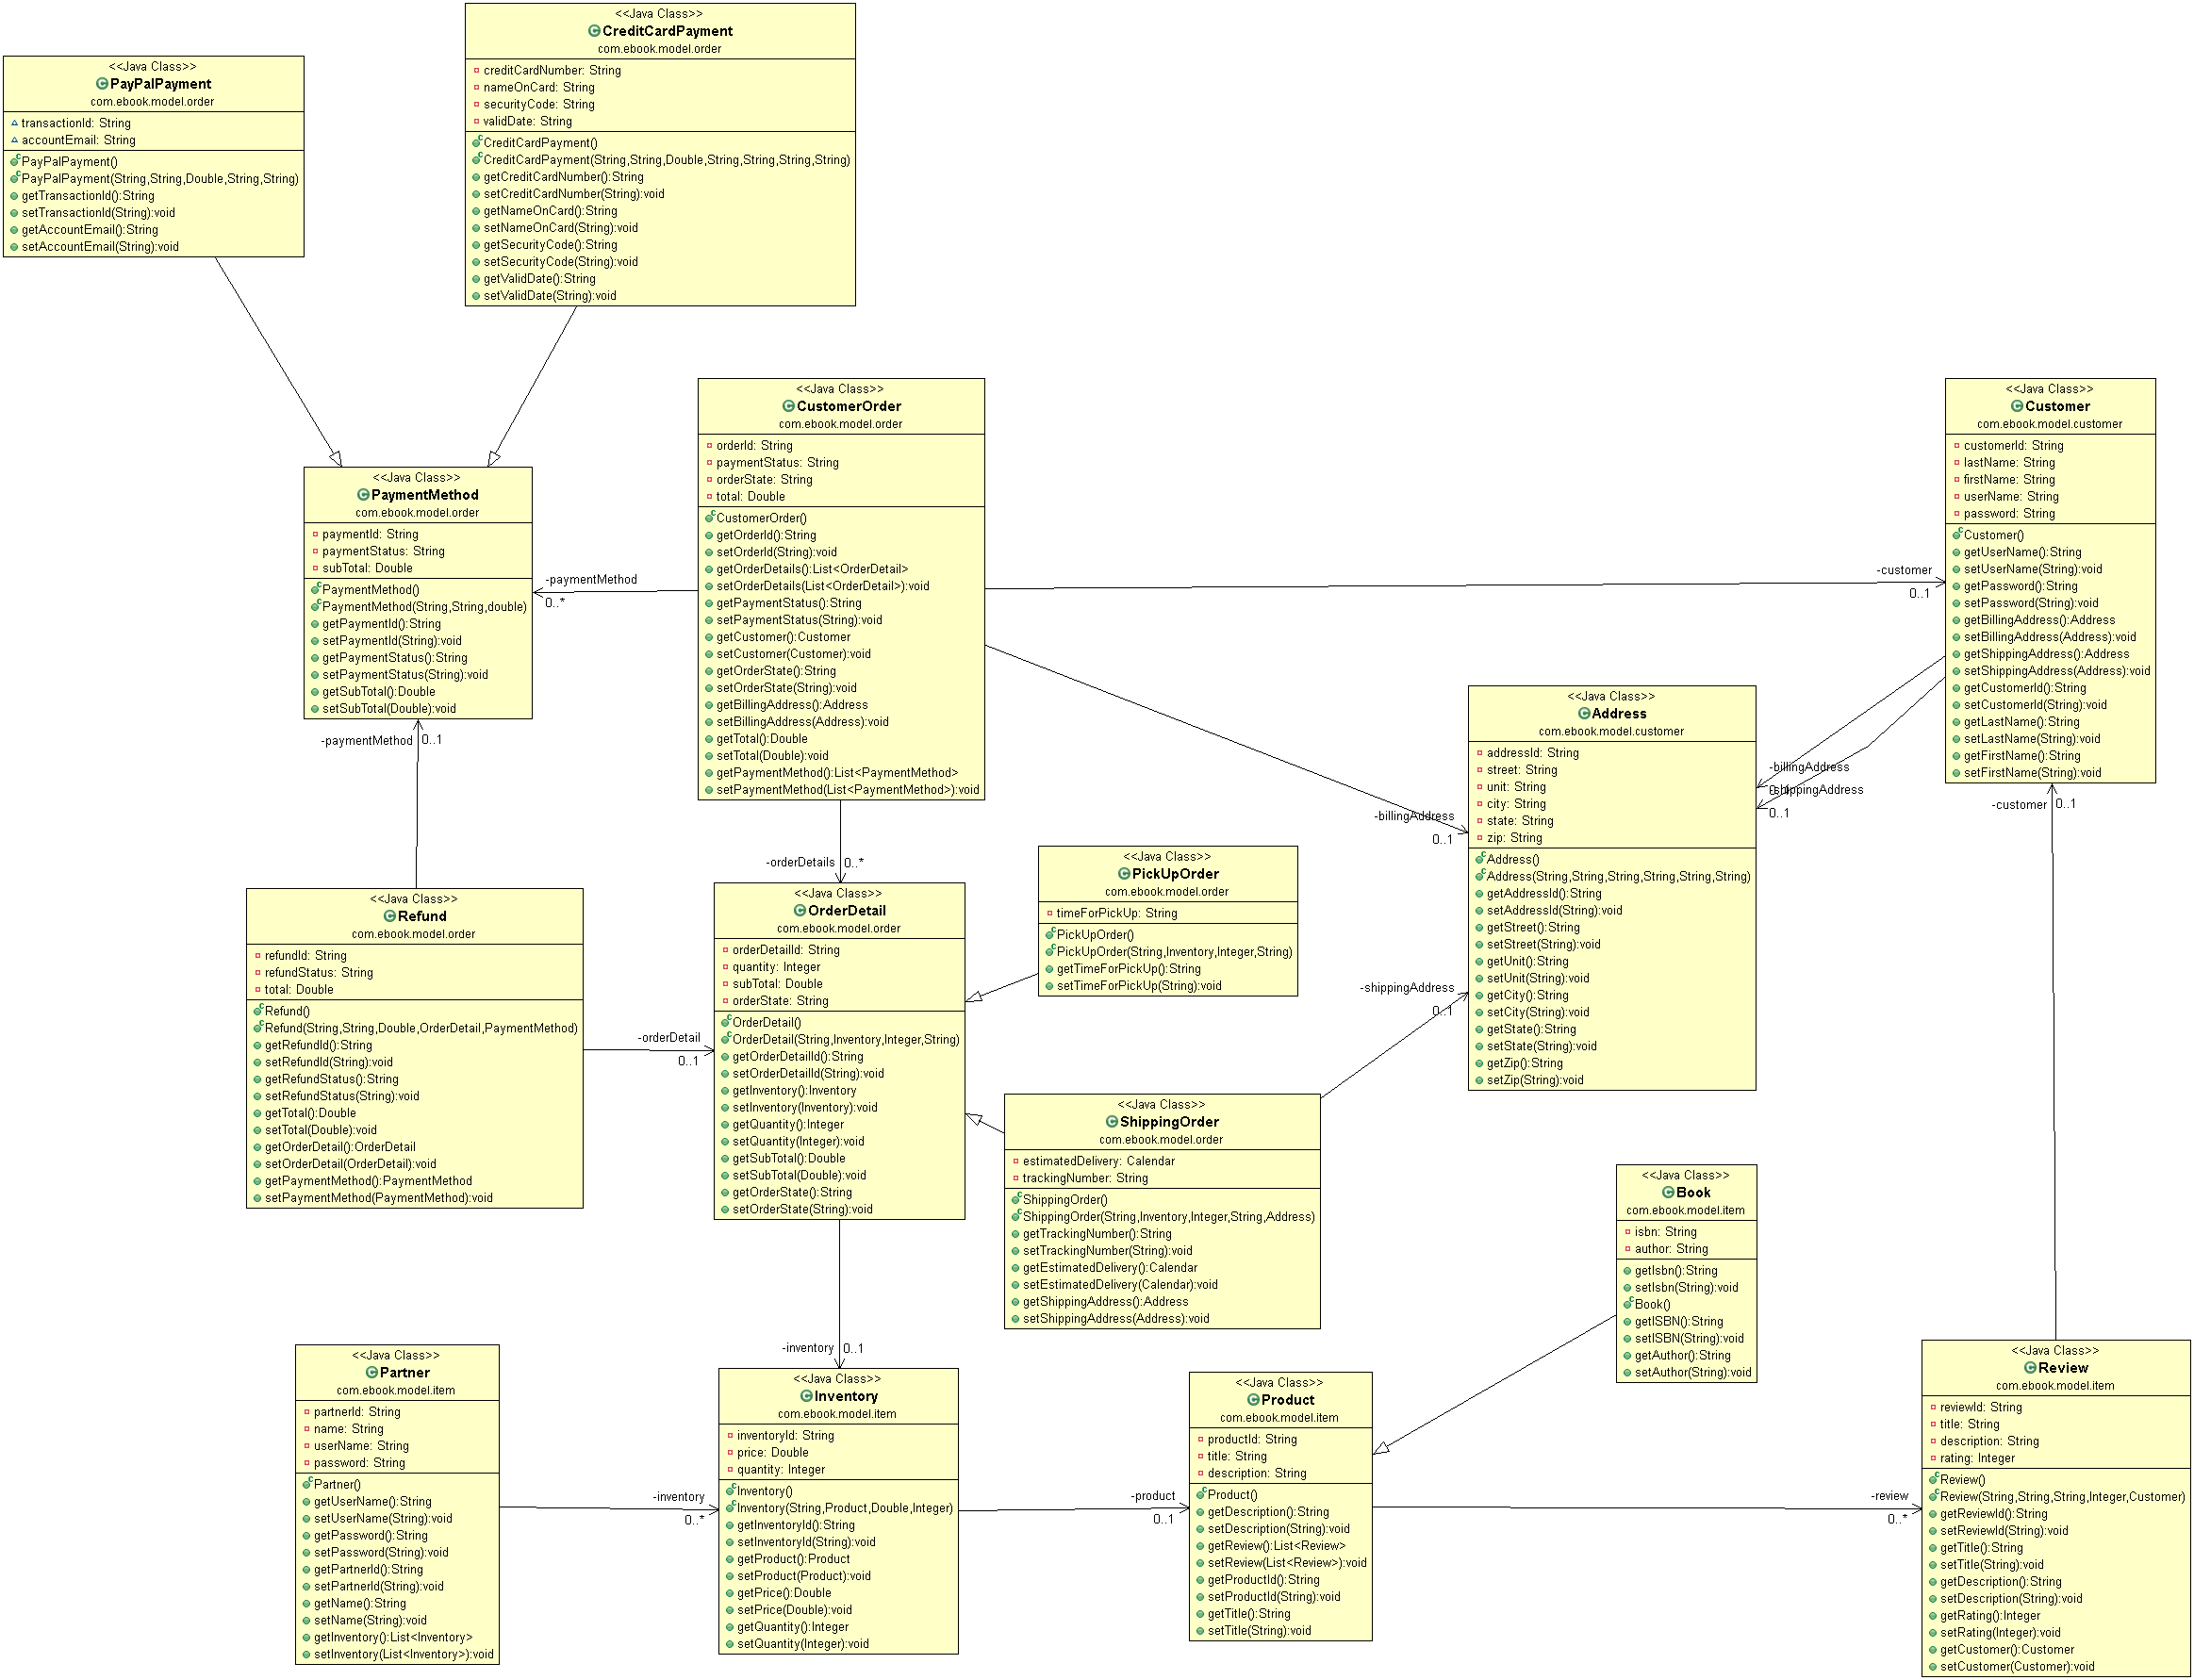 <<Java Class>>
PayPalPayment
com.ebook.model.order
transactionId: String
accountEmail: String
PayPalPayment()
PayPalPayment(String,String,Double,String,String)
getTransactionId():String
setTransactionId(String):void
getAccountEmail():String
setAccountEmail(String):void
<<Java Class>>
CreditCardPayment
com.ebook.model.order
creditCardNumber: String
nameOnCard: String
securityCode: String
validDate: String
CreditCardPayment()
CreditCardPayment(String,String,Double,String,String,String,String)
getCreditCardNumber():String
setCreditCardNumber(String):void
getNameOnCard():String
setNameOnCard(String):void
getSecurityCode():String
setSecurityCode(String):void
getValidDate():String
setValidDate(String):void
<<Java Class>>
PaymentMethod
com.ebook.model.order
paymentId: String
paymentStatus: String
subTotal: Double
PaymentMethod()
PaymentMethod(String,String,double)
getPaymentId():String
setPaymentId(String):void
getPaymentStatus():String
setPaymentStatus(String):void
getSubTotal():Double
setSubTotal(Double):void
-paymentMethod
0..*
<<Java Class>>
CustomerOrder
com.ebook.model.order
orderId: String
paymentStatus: String
orderState: String
total: Double
CustomerOrder()
getOrderId():String
setOrderId(String):void
getOrderDetails():List<OrderDetail>
setOrderDetails(List<OrderDetail>):void
getPaymentStatus():String
setPaymentStatus(String):void
getCustomer():Customer
setCustomer(Customer):void
getOrderState():String
setOrderState(String):void
getBillingAddress():Address
setBillingAddress(Address):void
getTotal():Double
setTotal(Double):void
getPaymentMethod():List<PaymentMethod>
setPaymentMethod(List<PaymentMethod>):void
-customer
0..1
<<Java Class>>
Customer
com.ebook.model.customer
customerId: String
lastName: String
firstName: String
userName: String
password: String
Customer()
getUserName():String
setUserName(String):void
getPassword():String
setPassword(String):void
getBillingAddress():Address
setBillingAddress(Address):void
getShippingAddress():Address
setShippingAddress(Address):void
getCustomerId():String
setCustomerId(String):void
getLastName():String
setLastName(String):void
getFirstName():String
setFirstName(String):void
-billingAddress
-shippingAddress
0..1
-customer
0..1
-billingAddress
0..1
<<Java Class>>
Address
com.ebook.model.customer
addressId: String
street: String
unit: String
city: String
state: String
zip: String
Address()
Address(String,String,String,String,String,String)
getAddressId():String
setAddressId(String):void
getStreet():String
setStreet(String):void
getUnit():String
setUnit(String):void
getCity():String
setCity(String):void
getState():String
setState(String):void
getZip():String
setZip(String):void
-paymentMethod
0..1
-orderDetails
0..*
<<Java Class>>
Refund
com.ebook.model.order
refundId: String
refundStatus: String
total: Double
Refund()
Refund(String,String,Double,OrderDetail,PaymentMethod)
getRefundId():String
setRefundId(String):void
getRefundStatus():String
setRefundStatus(String):void
getTotal():Double
setTotal(Double):void
getOrderDetail():OrderDetail
setOrderDetail(OrderDetail):void
getPaymentMethod():PaymentMethod
setPaymentMethod(PaymentMethod):void
-orderDetail
0..1
<<Java Class>>
OrderDetail
com.ebook.model.order
orderDetailId: String
quantity: Integer
subTotal: Double
orderState: String
OrderDetail()
OrderDetail(String,Inventory,Integer,String)
getOrderDetailId():String
setOrderDetailId(String):void
getInventory():Inventory
setInventory(Inventory):void
getQuantity():Integer
setQuantity(Integer):void
getSubTotal():Double
setSubTotal(Double):void
getOrderState():String
setOrderState(String):void
<<Java Class>>
PickUpOrder
com.ebook.model.order
timeForPickUp: String
PickUpOrder()
PickUpOrder(String,Inventory,Integer,String)
getTimeForPickUp():String
setTimeForPickUp(String):void
-shippingAddress
0..1
<<Java Class>>
ShippingOrder
com.ebook.model.order
estimatedDelivery: Calendar
trackingNumber: String
ShippingOrder()
ShippingOrder(String,Inventory,Integer,String,Address)
getTrackingNumber():String
setTrackingNumber(String):void
getEstimatedDelivery():Calendar
setEstimatedDelivery(Calendar):void
getShippingAddress():Address
setShippingAddress(Address):void
<<Java Class>>
Book
com.ebook.model.item
isbn: String
author: String
getIsbn():String
setIsbn(String):void
Book()
getISBN():String
setISBN(String):void
getAuthor():String
setAuthor(String):void
-inventory
0..1
<<Java Class>>
Partner
com.ebook.model.item
partnerId: String
name: String
userName: String
password: String
Partner()
getUserName():String
setUserName(String):void
getPassword():String
setPassword(String):void
getPartnerId():String
setPartnerId(String):void
getName():String
setName(String):void
getInventory():List<Inventory>
setInventory(List<Inventory>):void
-inventory
0..*
<<Java Class>>
Inventory
com.ebook.model.item
inventoryId: String
price: Double
quantity: Integer
Inventory()
Inventory(String,Product,Double,Integer)
getInventoryId():String
setInventoryId(String):void
getProduct():Product
setProduct(Product):void
getPrice():Double
setPrice(Double):void
getQuantity():Integer
setQuantity(Integer):void
-product
0..1
<<Java Class>>
Product
com.ebook.model.item
productId: String
title: String
description: String
Product()
getDescription():String
setDescription(String):void
getReview():List<Review>
setReview(List<Review>):void
getProductId():String
setProductId(String):void
getTitle():String
setTitle(String):void
-review
0..*
<<Java Class>>
Review
com.ebook.model.item
reviewId: String
title: String
description: String
rating: Integer
Review()
Review(String,String,String,Integer,Customer)
getReviewId():String
setReviewId(String):void
getTitle():String
setTitle(String):void
getDescription():String
setDescription(String):void
getRating():Integer
setRating(Integer):void
getCustomer():Customer
setCustomer(Customer):void